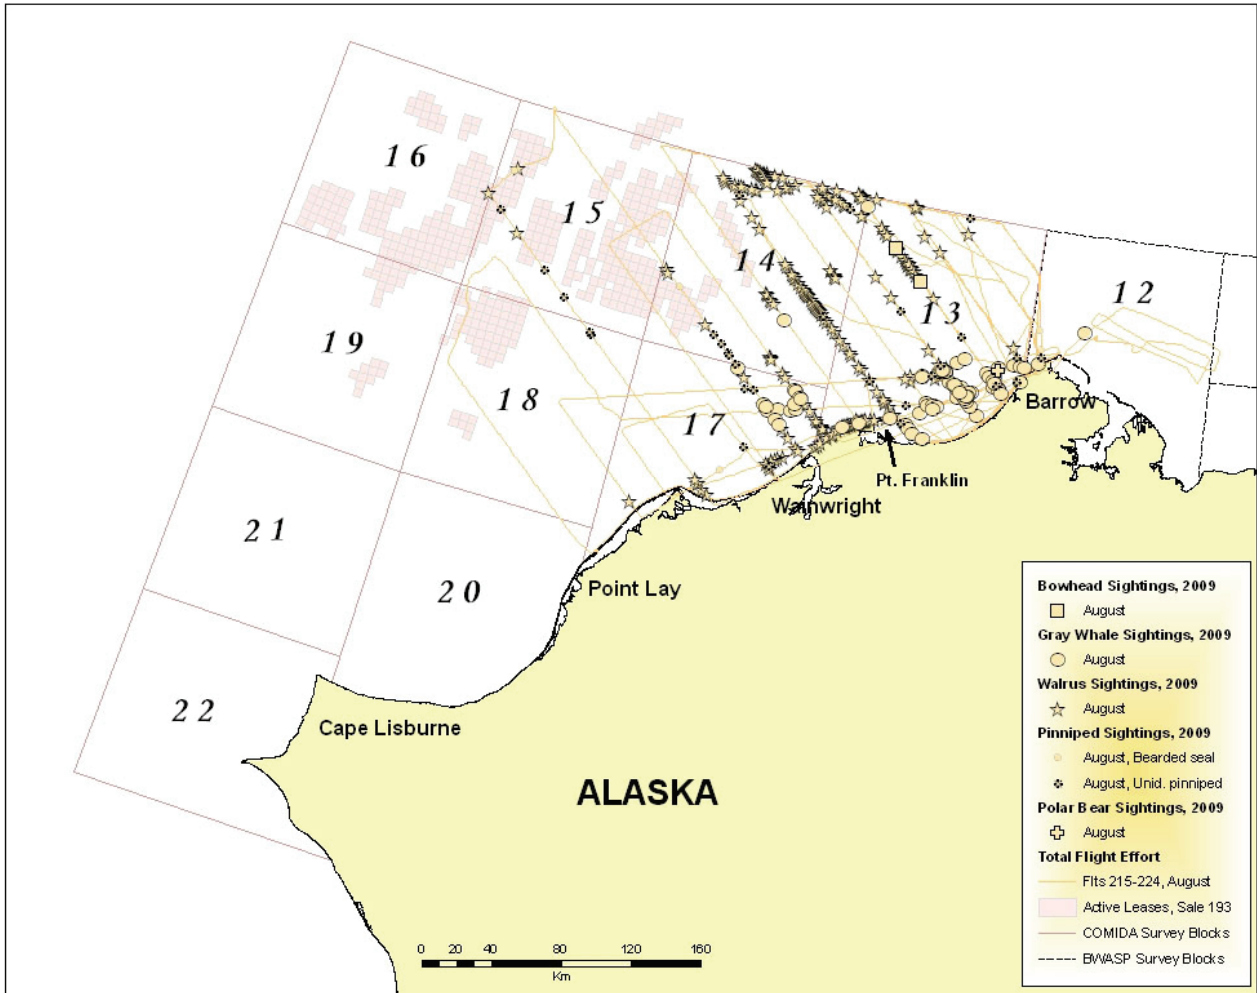 16
15
14
13
12
19
18
17
Barrow
Pt. Franklin
Wainwright
21
20
Point Lay
22
Cape Lisburne
ALASKA
Bowhead Sightings, 2009
August
Gray Whale Sightings, 2009
August
Walrus Sightings, 2009
August
Pinniped Sightings, 2009
August, Bearded seal
August, Unid. pinniped
Polar Bear Sightings, 2009
August
Total Flight Effort
Flts 215-224, August
Active Leases, Sale 193
COMIDA Survey Blocks
BWASP Survey Blocks
0 20 40 80 120 160
Km